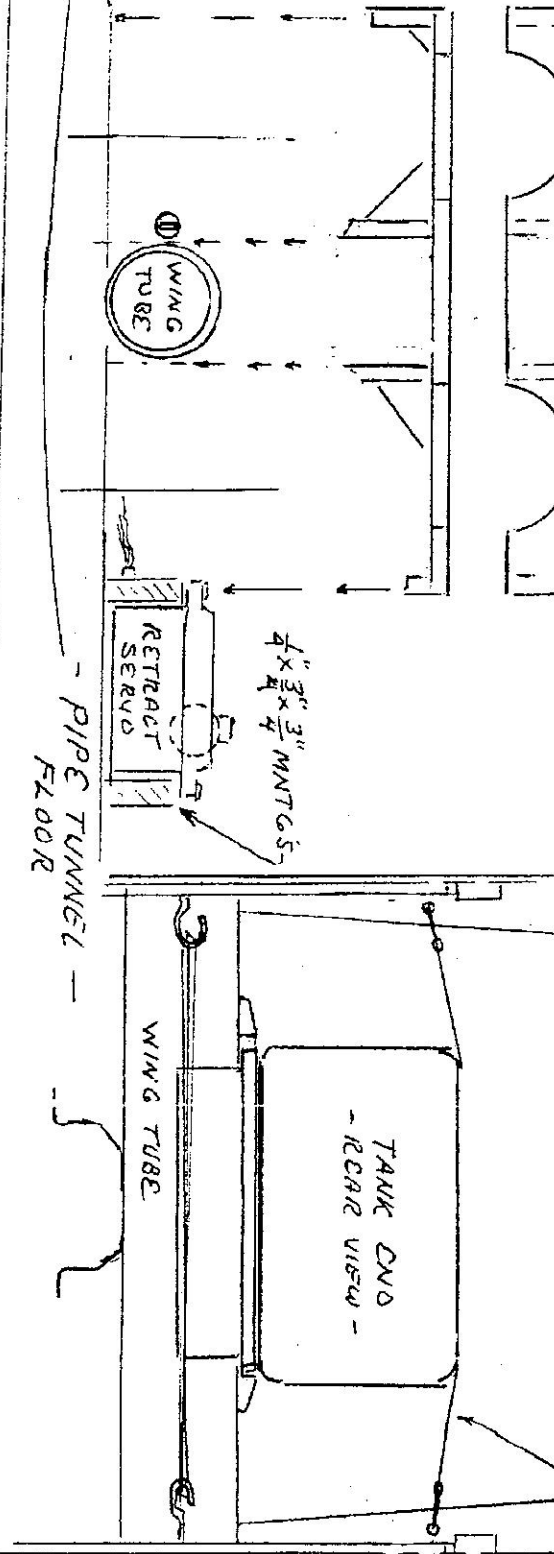 WING
TUBE
RETRACT
SERVO
1/4" x 3/4" x 3/4" MNTGS
- PIPE TUNNEL -
FLOOR
WING TUBE
TANK END
- REAR VIEW -